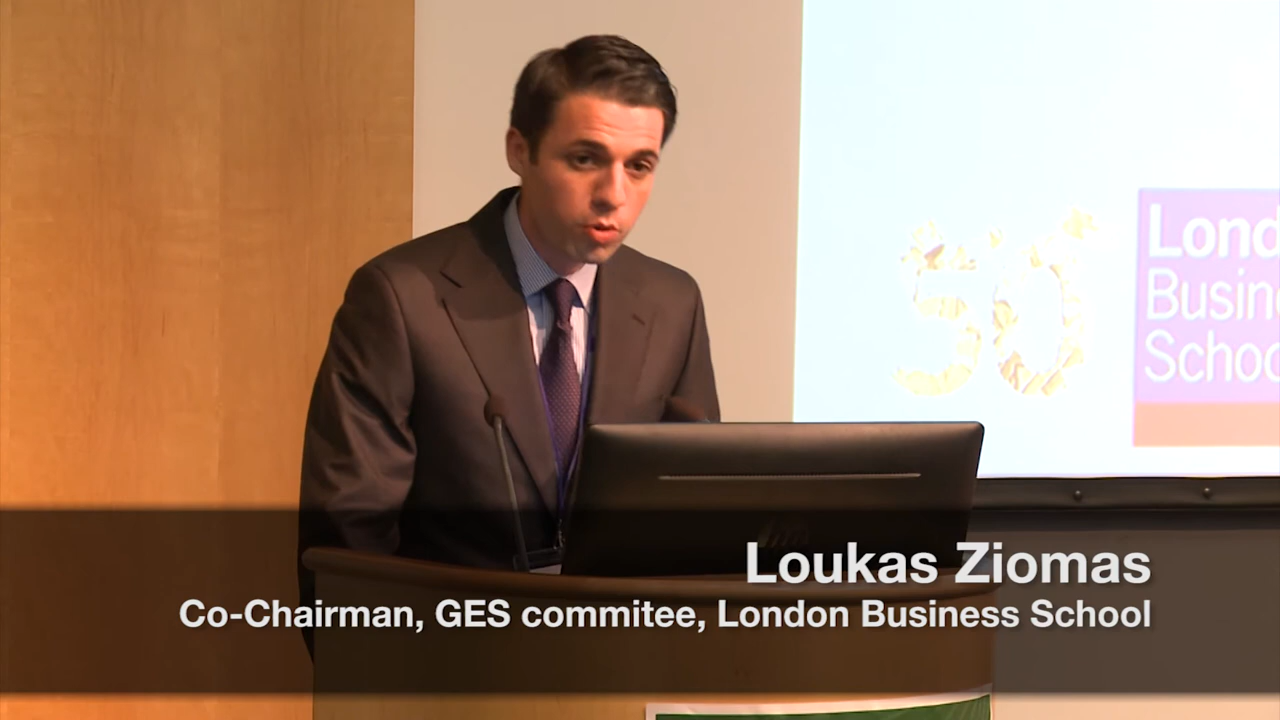 50
Lond
Busin
Schoo
Loukas Ziomas
Co-Chairman, GES commitee, London Business School